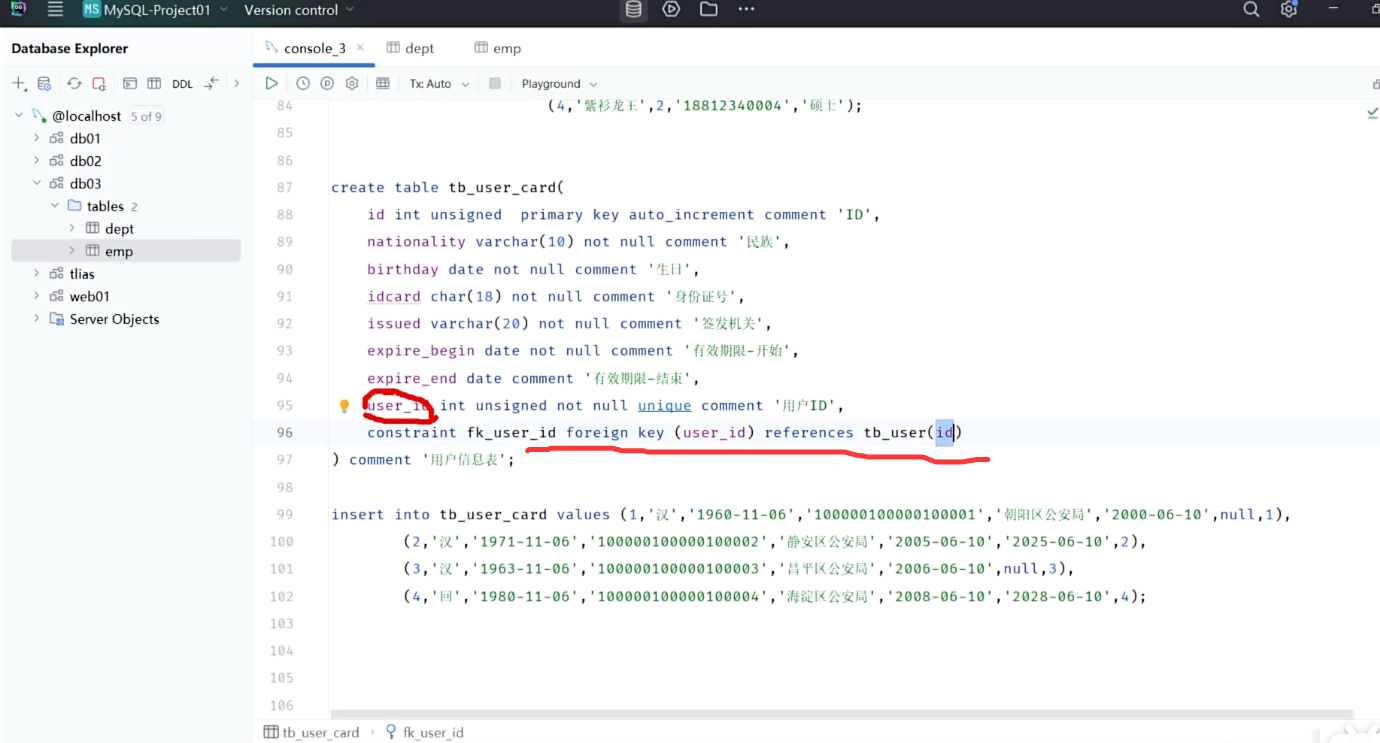 MS MySQL-Project01 Version control
Database Explorer
console_3 dept emp
DDL
Tx: Auto Playground
@localhost 5 of 9
db01
db02
db03
tables 2
dept
emp
tlias
web01
Server Objects
84 (4,'紫衫龙王',2,'18812340004','硕士');
85
86
87 create table tb_user_card(
88 id int unsigned primary key auto_increment comment 'ID',
89 nationality varchar(10) not null comment '民族',
90 birthday date not null comment '生日',
91 idcard char(18) not null comment '身份证号',
92 issued varchar(20) not null comment '签发机关',
93 expire_begin date not null comment '有效期限-开始',
94 expire_end date comment '有效期限-结束',
95 user_id int unsigned not null unique comment '用户ID',
96 constraint fk_user_id foreign key (user_id) references tb_user(id)
97 ) comment '用户信息表';
98
99 insert into tb_user_card values (1,'汉','1960-11-06','100000100000100001','朝阳区公安局','2000-06-10',null,1),
100 (2,'汉','1971-11-06','100000100000100002','静安区公安局','2005-06-10','2025-06-10',2),
101 (3,'汉','1963-11-06','100000100000100003','昌平区公安局','2006-06-10',null,3),
102 (4,'回','1980-11-06','100000100000100004','海淀区公安局','2008-06-10','2028-06-10',4);
103
104
105
106
tb_user_card fk_user_id